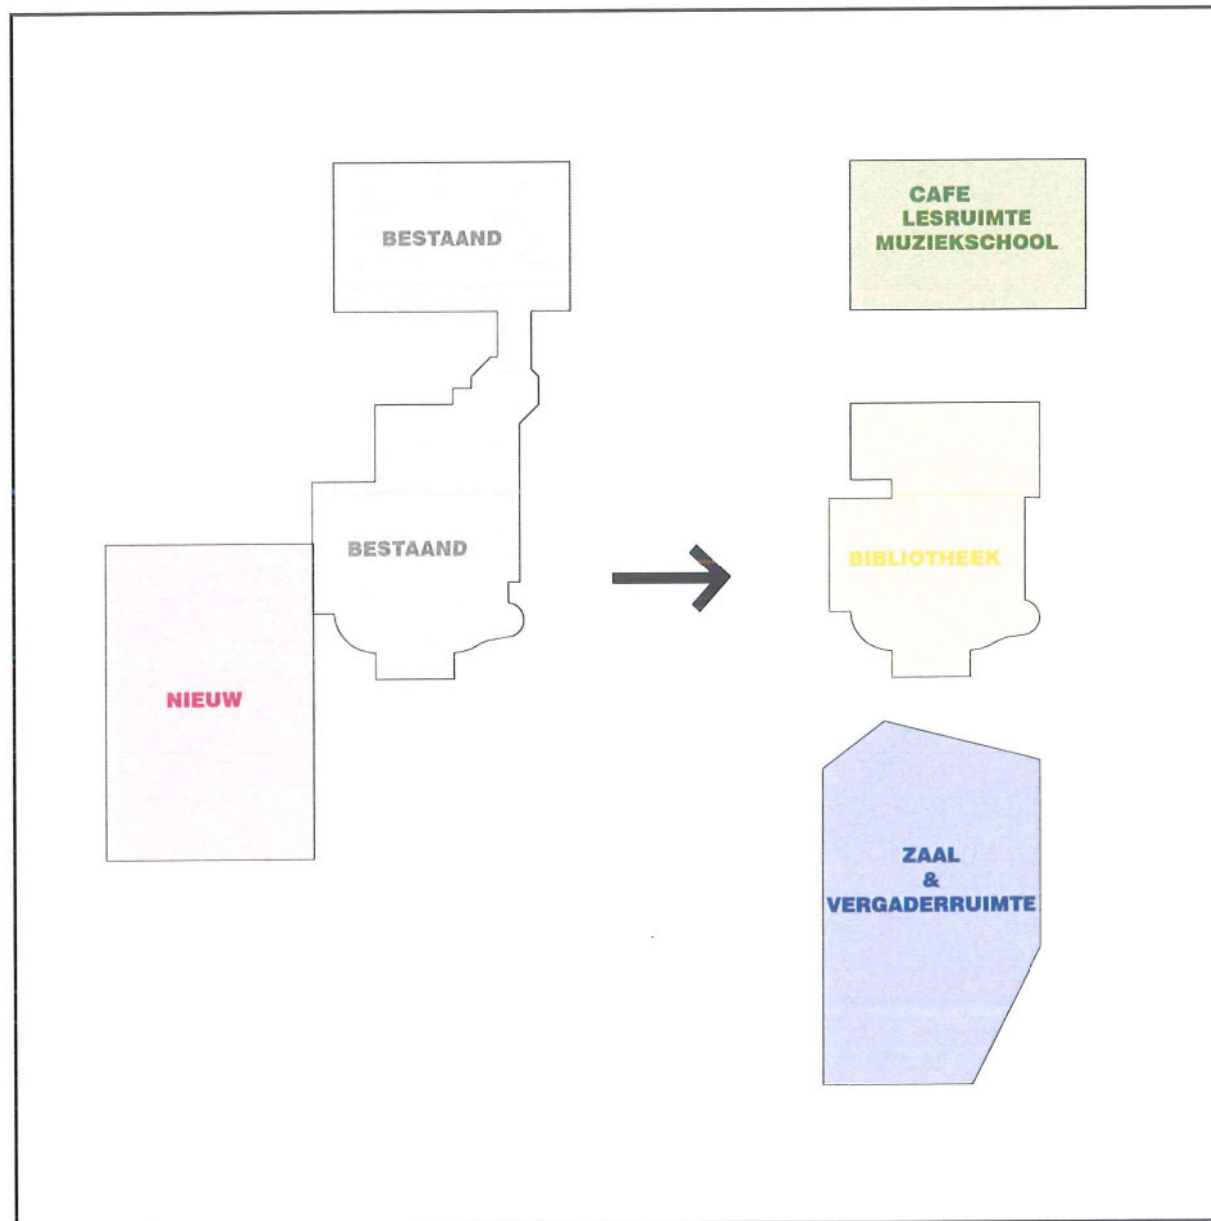 BESTAAND
BESTAAND
NIEUW
CAFE
LESRUIMTE
MUZIEKSCHOOL
BIBLIOTHEEK
ZAAL
&
VERGADERRUIMTE